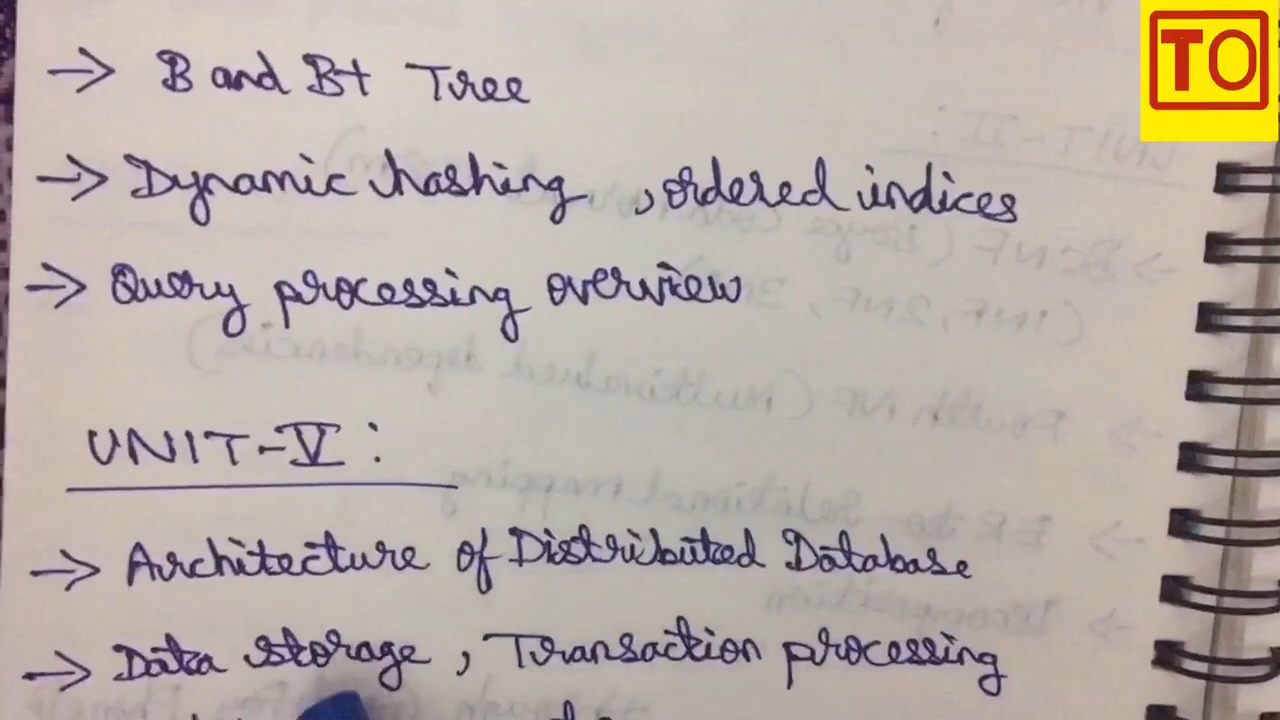 TO
→ B and B+ Tree
→ Dynamic hashing, ordered indices
→ Query processing overview
UNIT-V:
→ Architecture of Distributed Database
→ Data storage, Transaction processing